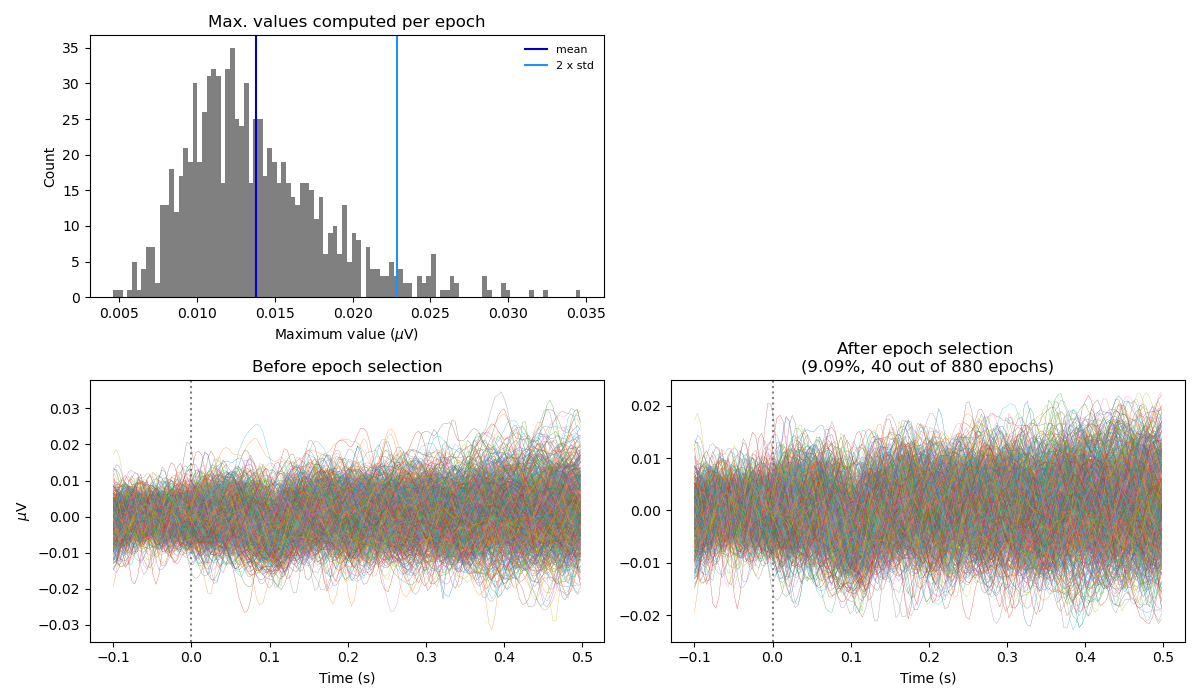 Max. values computed per epoch
mean
2 x std
35
30
25
20
15
10
5
0
Count
0.005 0.010 0.015 0.020 0.025 0.030 0.035
Maximum value (μV)
Before epoch selection
0.03
0.02
0.01
0.00
−0.01
−0.02
−0.03
μV
−0.1 0.0 0.1 0.2 0.3 0.4 0.5
Time (s)
After epoch selection
(9.09%, 40 out of 880 epochs)
0.02
0.01
0.00
−0.01
−0.02
−0.1 0.0 0.1 0.2 0.3 0.4 0.5
Time (s)